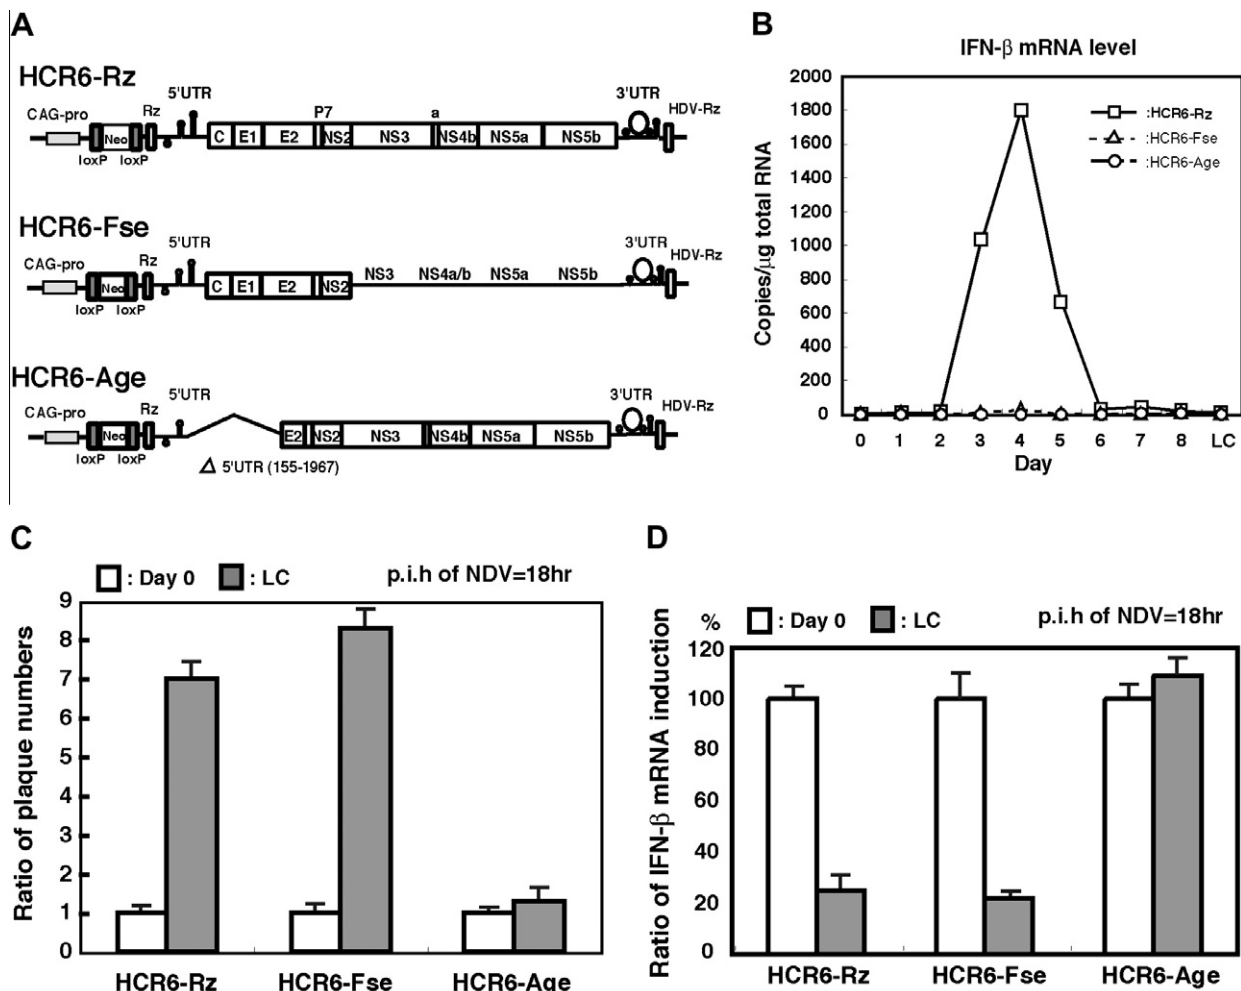 A
HCR6-Rz
CAG-pro
Rz
5'UTR
P7
a
3'UTR
HDV-Rz
Neo
C E1 E2 NS2 NS3 NS4b NS5a NS5b
loxP loxP
HCR6-Fse
CAG-pro
Rz
5'UTR
3'UTR
HDV-Rz
Neo
C E1 E2 NS2 NS3 NS4a/b NS5a NS5b
loxP loxP
HCR6-Age
CAG-pro
Rz
5'UTR
3'UTR
HDV-Rz
Neo
E2 NS2 NS3 NS4b NS5a NS5b
loxP loxP
Δ 5'UTR (155-1967)
B
IFN-β mRNA level
Copies/μg total RNA
2000
1800
1600
1400
1200
1000
800
600
400
200
0
:HCR6-Rz
:HCR6-Fse
:HCR6-Age
0 1 2 3 4 5 6 7 8 LC
Day
C
: Day 0 : LC p.i.h of NDV=18hr
Ratio of plaque numbers
9
8
7
6
5
4
3
2
1
0
HCR6-Rz HCR6-Fse HCR6-Age
D
% : Day 0 : LC p.i.h of NDV=18hr
Ratio of IFN-β mRNA induction
120
100
80
60
40
20
0
HCR6-Rz HCR6-Fse HCR6-Age